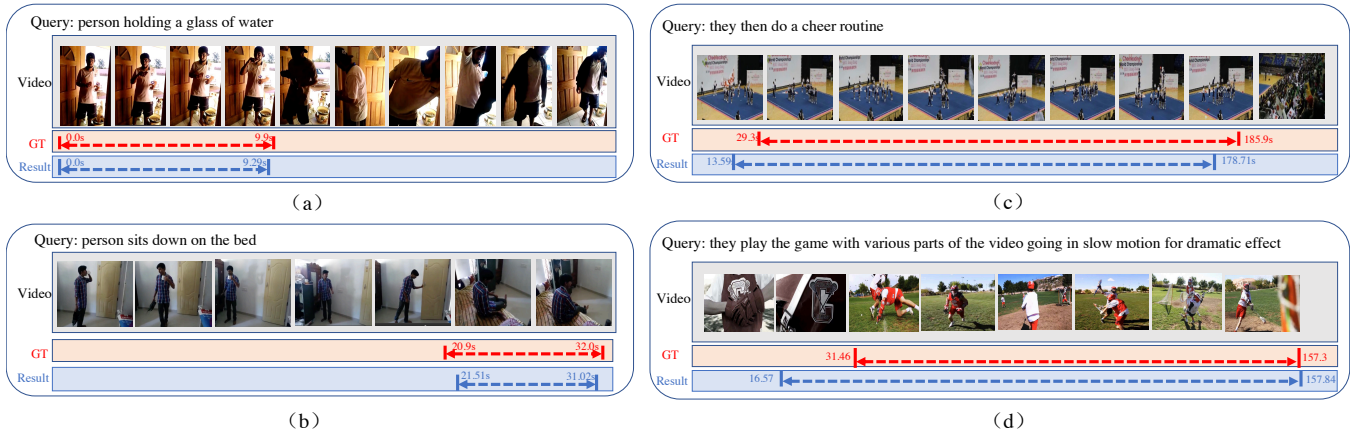 Query: person holding a glass of water
Video
GT
0.0s
9.9s
Result
0.0s
9.29s
（a）
Query: person sits down on the bed
Video
GT
20.9s
32.0s
Result
21.51s
31.02s
（b）
Query: they then do a cheer routine
Video
GT
29.3s
185.9s
Result
13.59
178.71s
（c）
Query: they play the game with various parts of the video going in slow motion for dramatic effect
Video
GT
31.46
157.3
Result
16.57
157.84
（d）